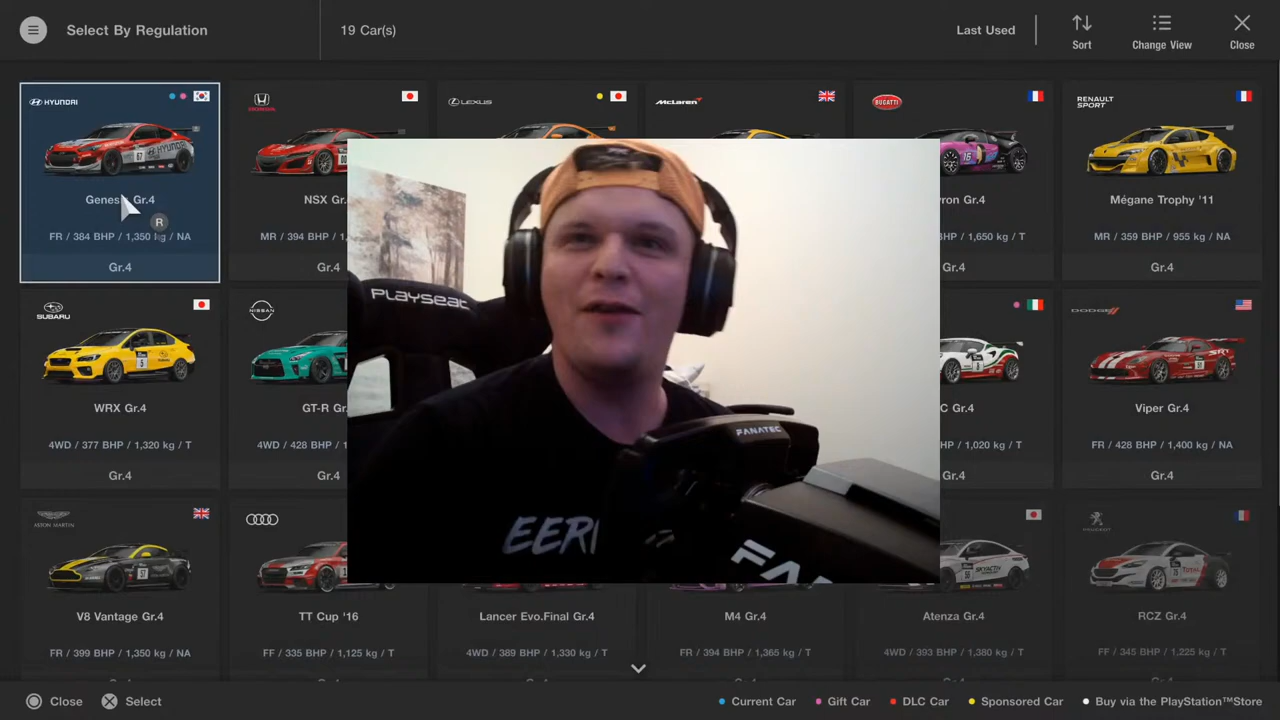 Select By Regulation
19 Car(s)
Last Used
Sort
Change View
Close
HYUNDAI
HONDA
LEXUS
McLaren
BUGATTI
RENAULT SPORT
Gr.4
NSX Gr.
ron Gr.4
Mégane Trophy '11
R
FR / 384 BHP / 1,350 kg / NA
MR / 394 BHP / 1,
1,650 kg / T
MR / 359 BHP / 955 kg / NA
Gr.4
Gr.4
Gr.4
Gr.4
PLAYSEAT
SUBARU
NISSAN
DODGE
5
WRX Gr.4
GT-R Gr.
C Gr.4
Viper Gr.4
FANATEC
4WD / 377 BHP / 1,320 kg / T
4WD / 428 BHP /
1,020 kg / T
FR / 428 BHP / 1,400 kg / NA
Gr.4
Gr.4
Gr.4
Gr.4
ASTON MARTIN
PEUGEOT
EERI
FA
V8 Vantage Gr.4
TT Cup '16
Lancer Evo.Final Gr.4
M4 Gr.4
Atenza Gr.4
RCZ Gr.4
FR / 399 BHP / 1,350 kg / NA
FF / 335 BHP / 1,125 kg / T
4WD / 389 BHP / 1,330 kg / T
FR / 394 BHP / 1,365 kg / T
4WD / 393 BHP / 1,380 kg / T
FF / 345 BHP / 1,225 kg / T
Close
Select
Current Car
Gift Car
DLC Car
Sponsored Car
Buy via the PlayStation™Store